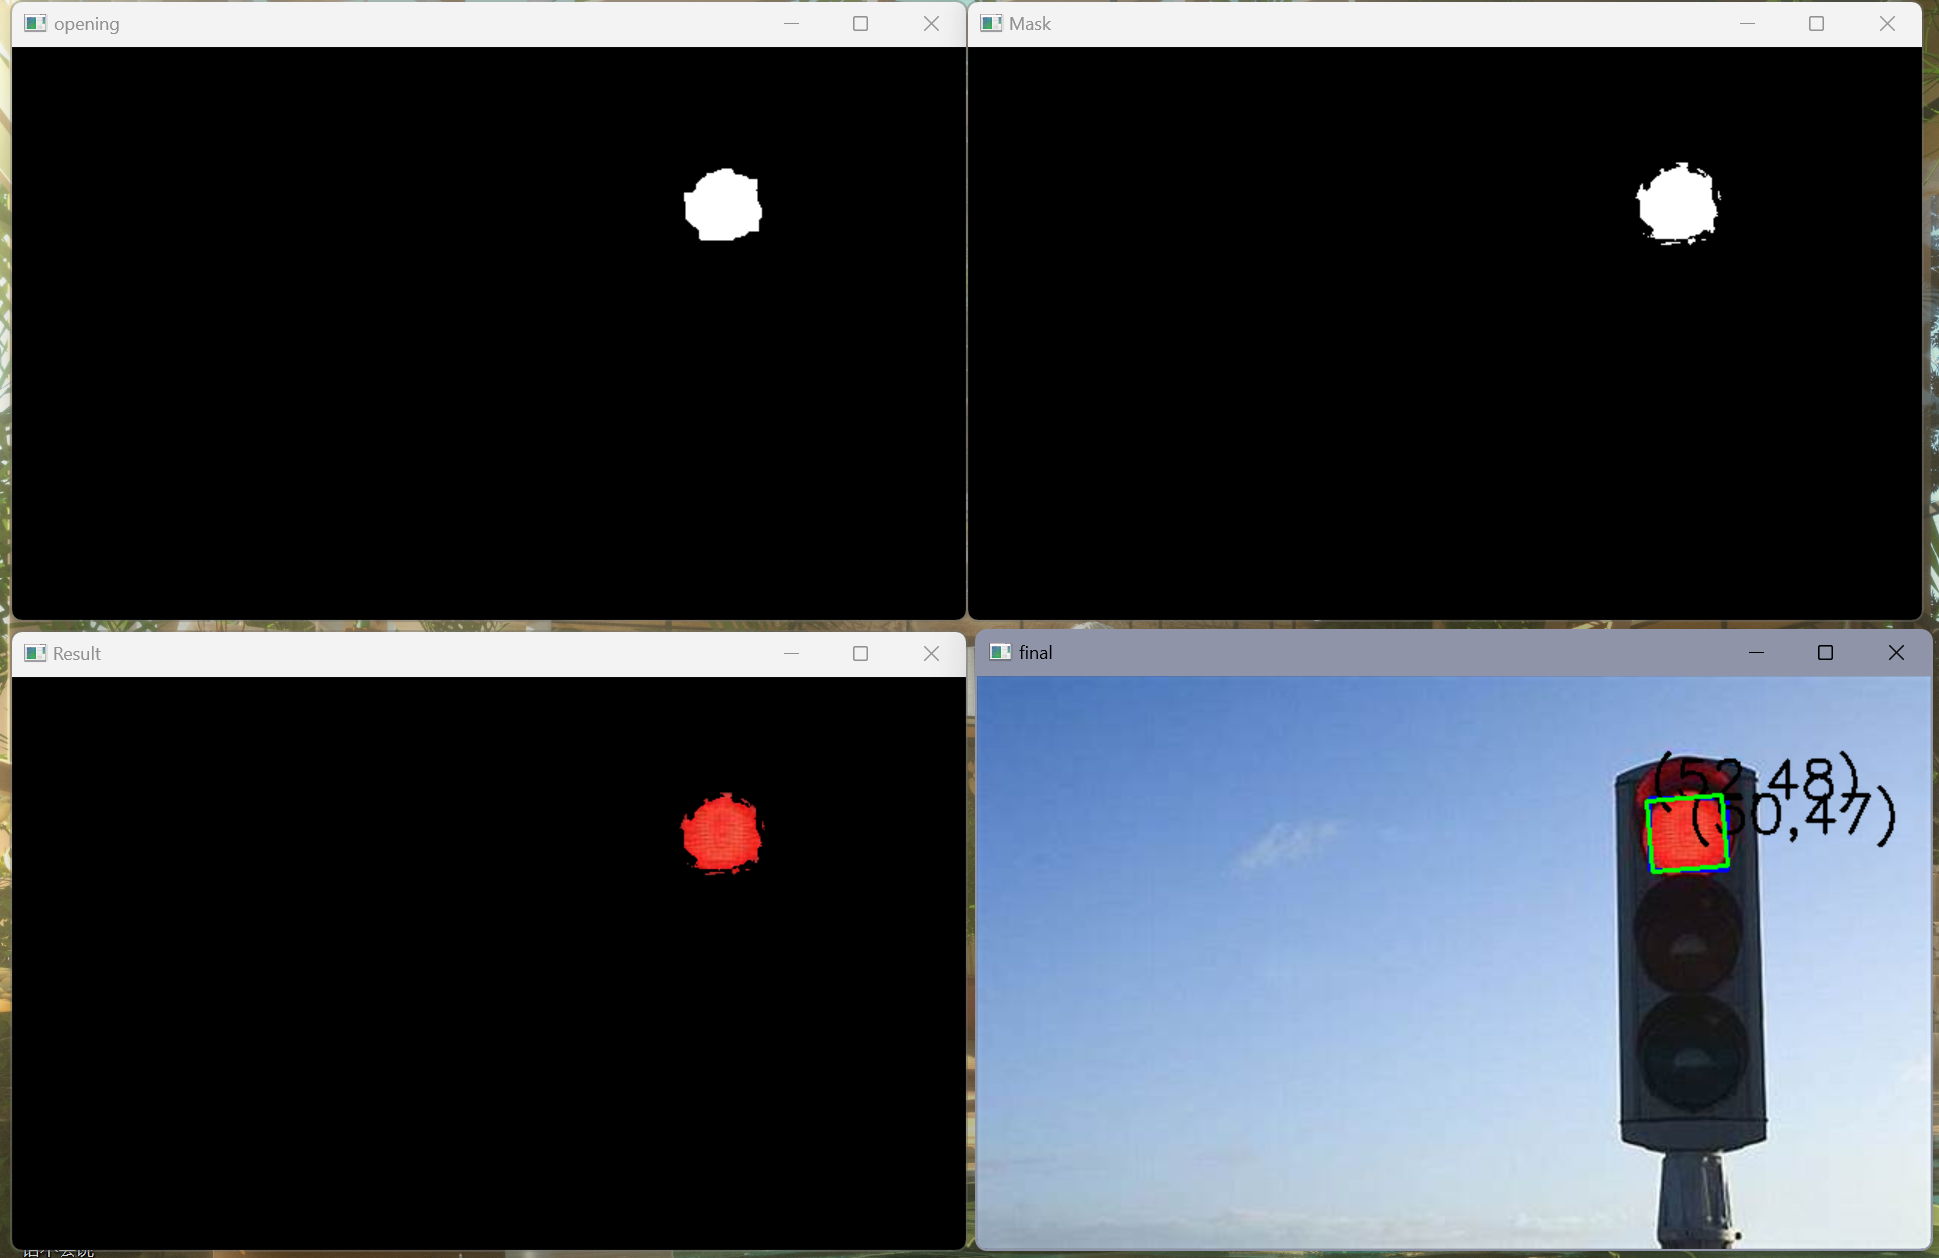 opening
Mask
Result
final
(52,48)
(50,47)